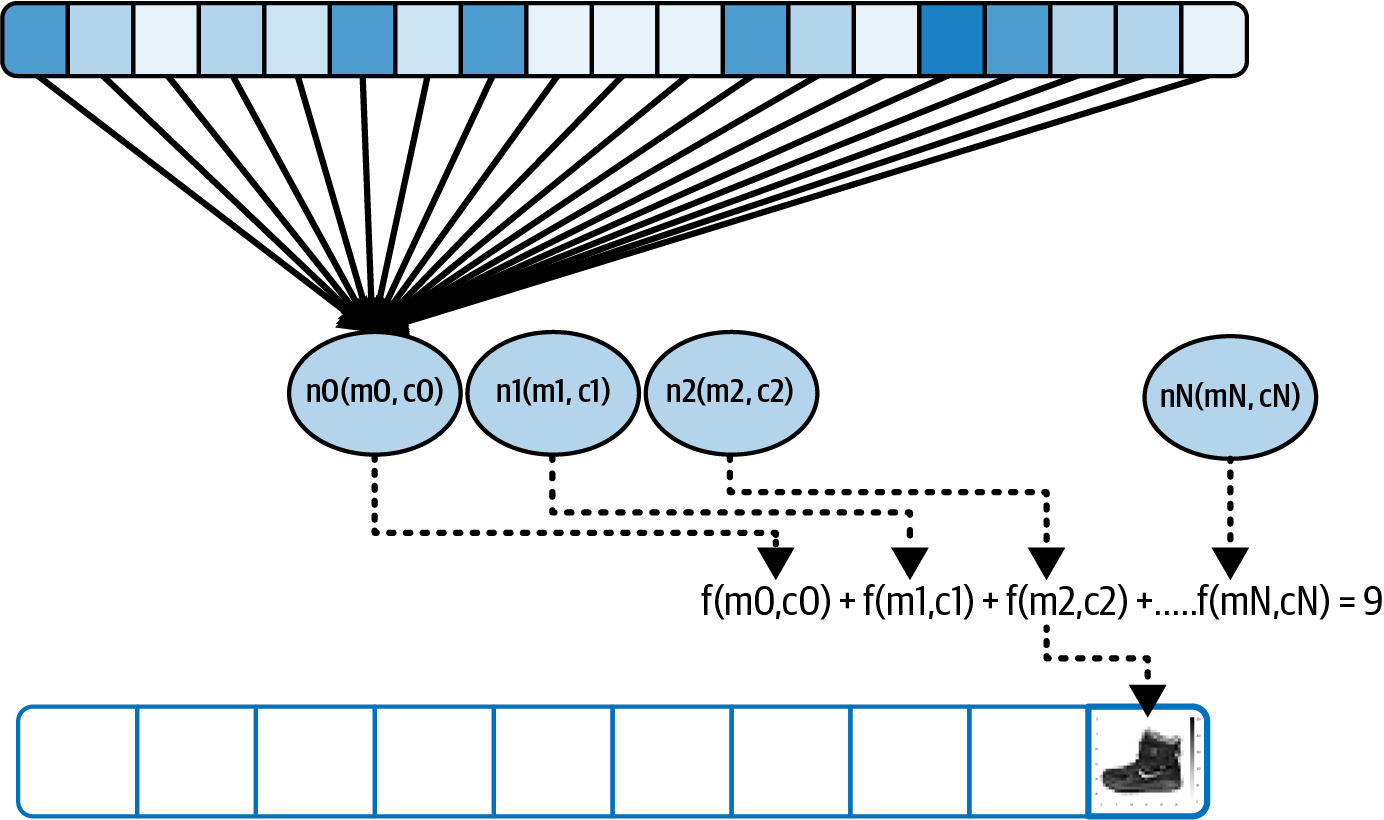 n0(m0, c0)
n1(m1, c1)
n2(m2, c2)
nN(mN, cN)
f(m0,c0) + f(m1,c1) + f(m2,c2) +.....f(mN,cN) = 9